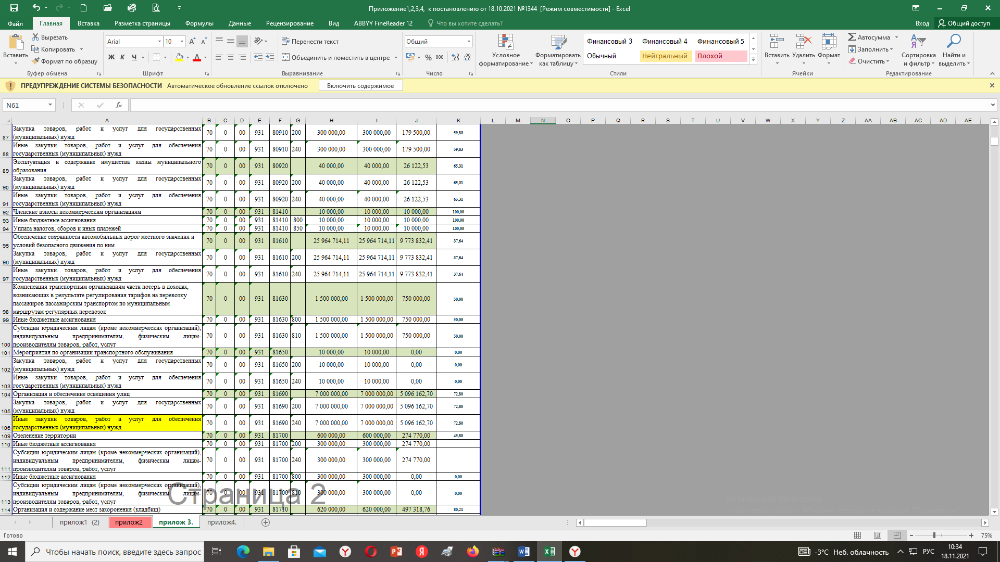 Приложение1,2,3,4,  к постановлению от 18.10.2021 №1344  [Режим совместимости] - Excel
Файл Главная Вставка Разметка страницы Формулы Данные Рецензирование Вид ABBYY FineReader 12 Что вы хотите сделать? Вход Общий доступ
Вставить Вырезать Копировать Формат по образцу
Буфер обмена
Arial 10
Ж К Ч А
Шрифт
Перенести текст
Объединить и поместить в центре
Выравнивание
Общий
% 000
Число
Условное форматирование Форматировать как таблицу
Финансовый 3 Финансовый 4 Финансовый 5
Обычный Нейтральный Плохой
Стили
Вставить Удалить Формат
Ячейки
Автосумма
Заполнить
Очистить
Сортировка и фильтр Найти и выделить
Редактирование
ПРЕДУПРЕЖДЕНИЕ СИСТЕМЫ БЕЗОПАСНОСТИ Автоматическое обновление ссылок отключено Включить содержимое
N61 fx
A B C D E F G H I J K L M N O P Q R S T U V W X Y Z AA AB AC AD AE
87 Закупка товаров, работ и услуг для государственных (муниципальных) нужд 70 0 00 931 80910 200 300 000,00 300 000,00 179 500,00 59,83
88 Иные закупки товаров, работ и услуг для обеспечения государственных (муниципальных) нужд 70 0 00 931 80910 240 300 000,00 300 000,00 179 500,00 59,83
89 Эксплуатация и содержание имущества казны муниципального образования 70 0 00 931 80920 40 000,00 40 000,00 26 122,53 65,31
90 Закупка товаров, работ и услуг для государственных (муниципальных) нужд 70 0 00 931 80920 200 40 000,00 40 000,00 26 122,53 65,31
91 Иные закупки товаров, работ и услуг для обеспечения государственных (муниципальных) нужд 70 0 00 931 80920 240 40 000,00 40 000,00 26 122,53 65,31
92 Членские взносы некоммерческим организациям 70 0 00 931 81410 10 000,00 10 000,00 10 000,00 100,00
93 Иные бюджетные ассигнования 70 0 00 931 81410 800 10 000,00 10 000,00 10 000,00 100,00
94 Уплата налогов, сборов и иных платежей 70 0 00 931 81410 850 10 000,00 10 000,00 10 000,00 100,00
95 Обеспечение сохранности автомобильных дорог местного значения и условий безопасного движения по ним 70 0 00 931 81610 25 964 714,11 25 964 714,11 9 773 832,41 37,64
96 Закупка товаров, работ и услуг для государственных (муниципальных) нужд 70 0 00 931 81610 200 25 964 714,11 25 964 714,11 9 773 832,41 37,64
97 Иные закупки товаров, работ и услуг для обеспечения государственных (муниципальных) нужд 70 0 00 931 81610 240 25 964 714,11 25 964 714,11 9 773 832,41 37,64
98 Компенсация транспортным организациям части потерь в доходах, возникающих в результате регулирования тарифов на перевозку пассажиров пассажирским транспортом по муниципальным маршрутам регулярных перевозок 70 0 00 931 81630 1 500 000,00 1 500 000,00 750 000,00 50,00
99 Иные бюджетные ассигнования 70 0 00 931 81630 800 1 500 000,00 1 500 000,00 750 000,00 50,00
100 Субсидии юридическим лицам (кроме некоммерческих организаций), индивидуальным предпринимателям, физическим лицам-производителям товаров, работ, услуг 70 0 00 931 81630 810 1 500 000,00 1 500 000,00 750 000,00 50,00
101 Мероприятия по организации транспортного обслуживания 70 0 00 931 81650 10 000,00 10 000,00 0,00 0,00
102 Закупка товаров, работ и услуг для государственных (муниципальных) нужд 70 0 00 931 81650 200 10 000,00 10 000,00 0,00 0,00
103 Иные закупки товаров, работ и услуг для обеспечения государственных (муниципальных) нужд 70 0 00 931 81650 240 10 000,00 10 000,00 0,00 0,00
104 Организация и обеспечение освещения улиц 70 0 00 931 81690 7 000 000,00 7 000 000,00 5 096 162,70 72,80
105 Закупка товаров, работ и услуг для государственных (муниципальных) нужд 70 0 00 931 81690 200 7 000 000,00 7 000 000,00 5 096 162,70 72,80
106 Иные закупки товаров, работ и услуг для обеспечения государственных (муниципальных) нужд 70 0 00 931 81690 240 7 000 000,00 7 000 000,00 5 096 162,70 72,80
109 Озеленение территории 70 0 00 931 81700 600 000,00 600 000,00 274 770,00 45,80
110 Иные бюджетные ассигнования 70 0 00 931 81700 200 300 000,00 300 000,00 274 770,00
111 Субсидии юридическим лицам (кроме некоммерческих организаций), индивидуальным предпринимателям, физическим лицам-производителям товаров, работ, услуг 70 0 00 931 81700 240 300 000,00 300 000,00 274 770,00
112 Иные бюджетные ассигнования 70 0 00 931 81700 800 300 000,00 300 000,00 0,00 0,00
113 Субсидии юридическим лицам (кроме некоммерческих организаций), индивидуальным предпринимателям, физическим лицам-производителям товаров, работ, услуг 70 0 00 931 81700 810 300 000,00 300 000,00 0,00 0,00
Страница 2
114 Организация и содержание мест захоронения (кладбищ) 70 0 00 931 81710 620 000,00 620 000,00 497 318,76 80,21
Активация Windows
прилож1 (2) прилож2 прилож 3. прилож4.
Готово 75%
Чтобы начать поиск, введите здесь запрос
-3°C Неб. облачность РУС 10:34
18.11.2021